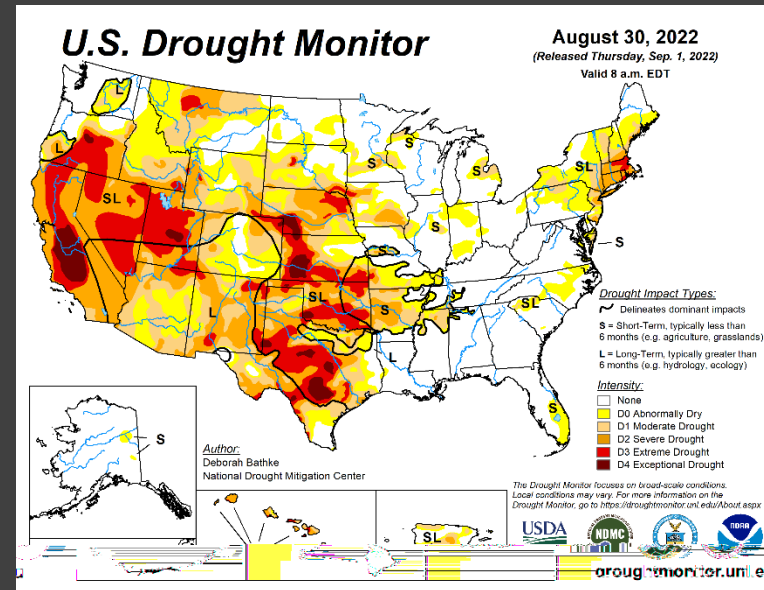 U.S. Drought Monitor
August 30, 2022
(Released Thursday, Sep. 1, 2022)
Valid 8 a.m. EDT
L
S
L
S
S
SL
S
SL
S
S
SL
SL
L
S
L
S
Drought Impact Types:
Delineates dominant impacts
S = Short-Term, typically less than
6 months (e.g. agriculture, grasslands)
L = Long-Term, typically greater than
6 months (e.g. hydrology, ecology)
Intensity:
None
D0 Abnormally Dry
D1 Moderate Drought
D2 Severe Drought
D3 Extreme Drought
D4 Exceptional Drought
S
Author:
Deborah Bathke
National Drought Mitigation Center
The Drought Monitor focuses on broad-scale conditions.
Local conditions may vary. For more information on the
Drought Monitor, go to https://droughtmonitor.unl.edu/About.aspx
SL
USDA
NDMC
NOAA